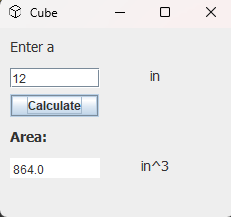 Cube
Enter a
12 in
Calculate
Area:
864.0 in^3